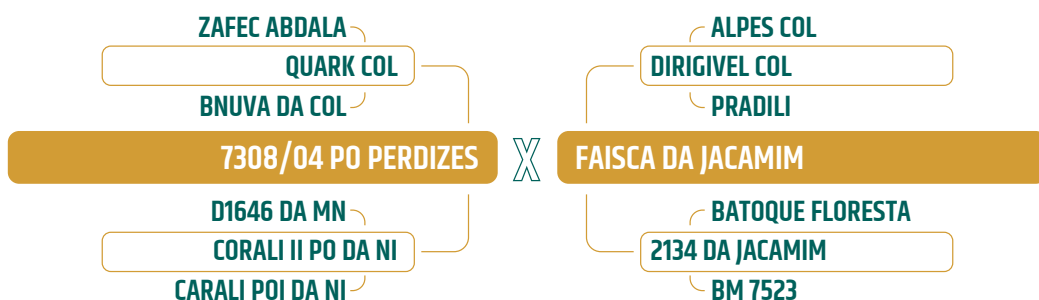 ZAFEC ABDALA
QUARK COL
BNUVA DA COL
7308/04 PO PERDIZES
D1646 DA MN
CORALI II PO DA NI
CARALI POI DA NI
X
ALPES COL
DIRIGIVEL COL
PRADILI
FAISCA DA JACAMIM
BATOQUE FLORESTA
2134 DA JACAMIM
BM 7523